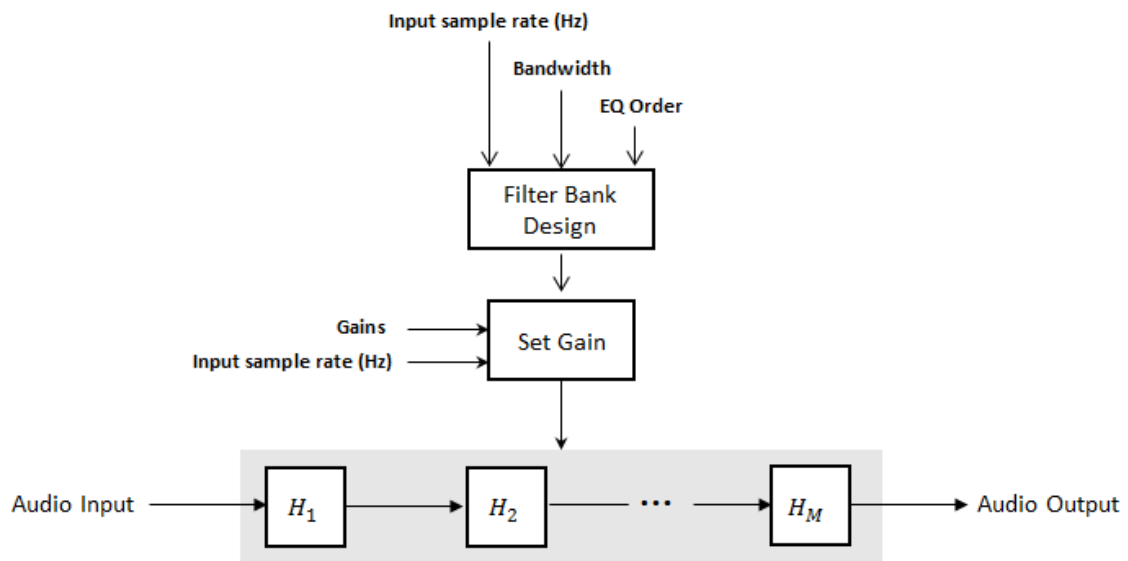 Input sample rate (Hz)
Bandwidth
EQ Order
Filter Bank
Design
Gains
Input sample rate (Hz)
Set Gain
Audio Input
H₁
H₂
...
H_M
Audio Output